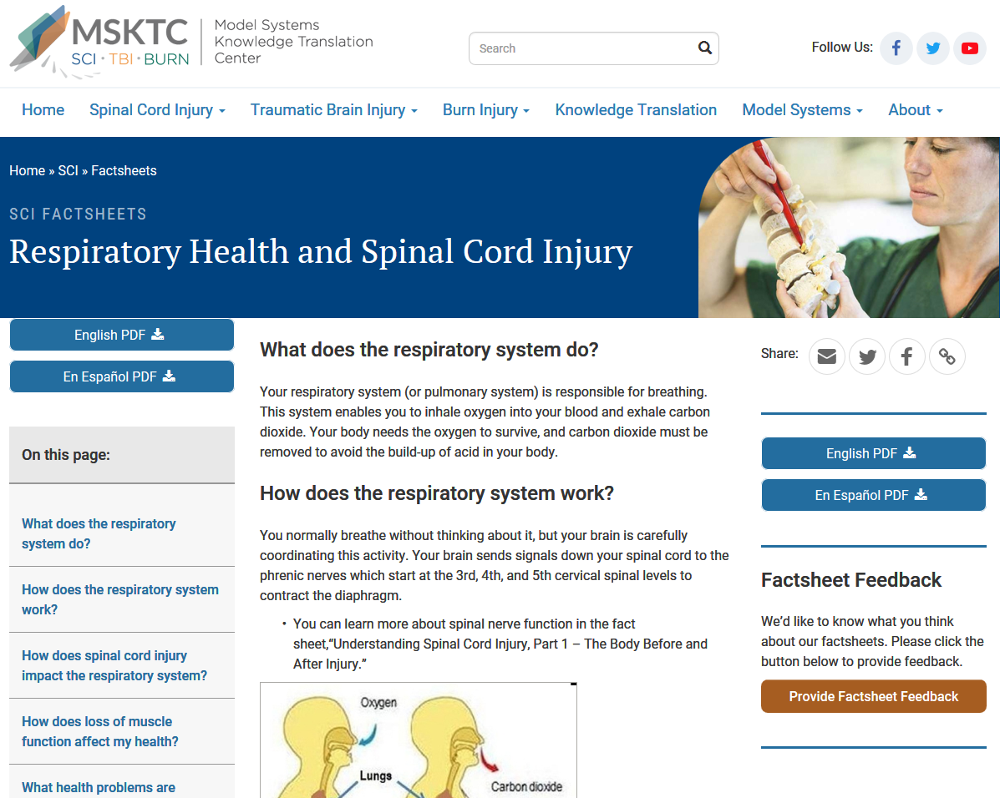 MSKTC
SCI · TBI · BURN
Model Systems
Knowledge Translation
Center
Search
Follow Us:
Home
Spinal Cord Injury
Traumatic Brain Injury
Burn Injury
Knowledge Translation
Model Systems
About
Home » SCI » Factsheets
SCI FACTSHEETS
Respiratory Health and Spinal Cord Injury
English PDF
En Español PDF
On this page:
What does the respiratory
system do?
How does the respiratory system
work?
How does spinal cord injury
impact the respiratory system?
How does loss of muscle
function affect my health?
What health problems are
What does the respiratory system do?
Your respiratory system (or pulmonary system) is responsible for breathing.
This system enables you to inhale oxygen into your blood and exhale carbon
dioxide. Your body needs the oxygen to survive, and carbon dioxide must be
removed to avoid the build-up of acid in your body.
How does the respiratory system work?
You normally breathe without thinking about it, but your brain is carefully
coordinating this activity. Your brain sends signals down your spinal cord to the
phrenic nerves which start at the 3rd, 4th, and 5th cervical spinal levels to
contract the diaphragm.
• You can learn more about spinal nerve function in the fact
sheet,“Understanding Spinal Cord Injury, Part 1 – The Body Before and
After Injury.”
Oxygen
Lungs
Carbon dioxide
Share:
English PDF
En Español PDF
Factsheet Feedback
We’d like to know what you think
about our factsheets. Please click the
button below to provide feedback.
Provide Factsheet Feedback